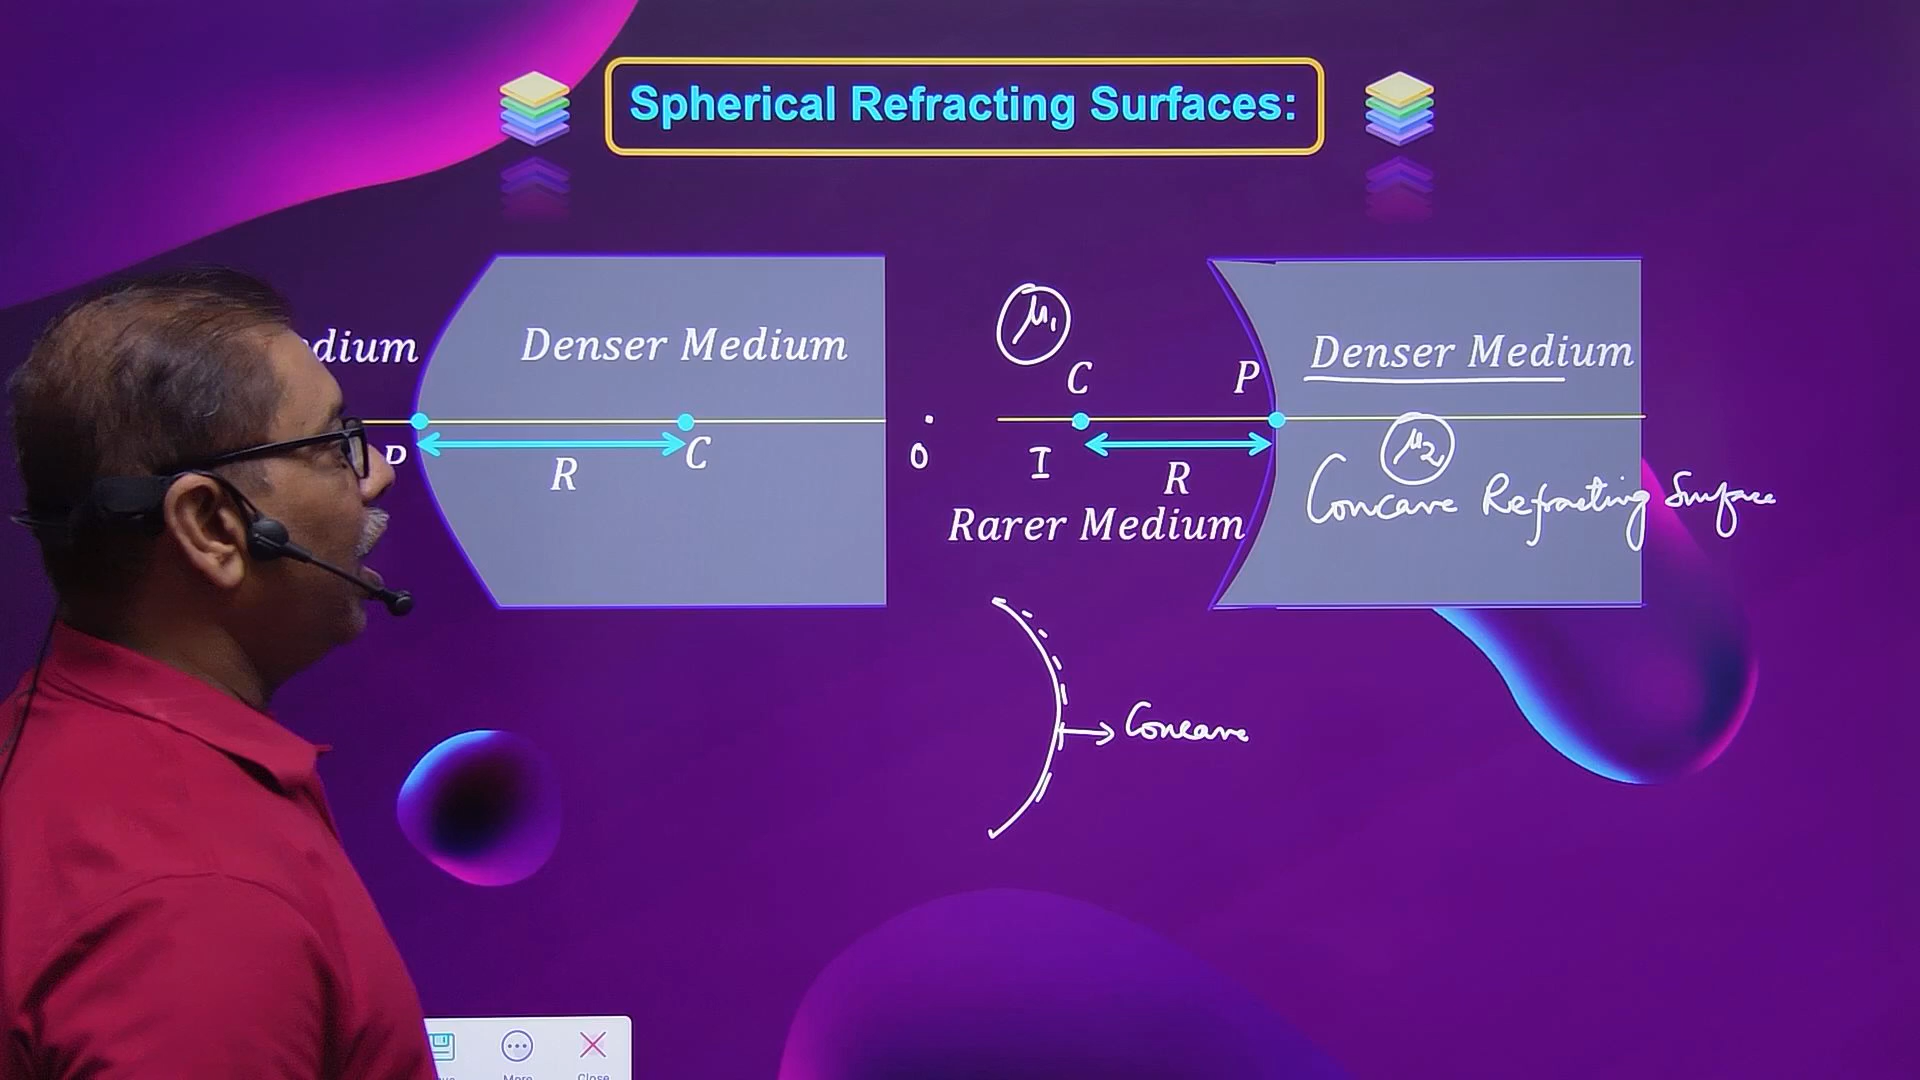 Spherical Refracting Surfaces:
dium
Denser Medium
P
R
C
μ₁
C
P
Denser Medium
O
I
R
μ₂
Rarer Medium
Concave Refracting Surface
Concave
More
Close